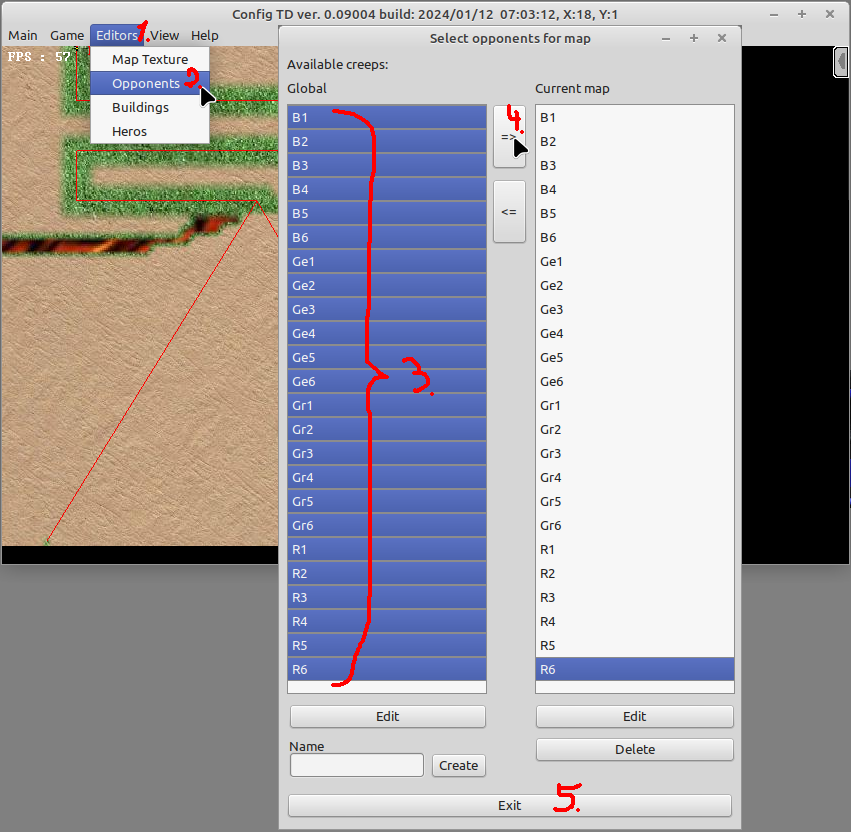 Config TD ver. 0.09004 build: 2024/01/12 07:03:12, X:18, Y:1
Main Game Editors 1. View Help
FPS : 57
Map Texture
Opponents 2.
Buildings
Heros
Select opponents for map
Available creeps:
Global
B1
B2
B3
B4
B5
B6
Ge1
Ge2
Ge3
Ge4
Ge5
Ge6
Gr1
Gr2
Gr3
Gr4
Gr5
Gr6
R1
R2
R3
R4
R5
R6
3.
4.
=>
<=
Current map
B1
B2
B3
B4
B5
B6
Ge1
Ge2
Ge3
Ge4
Ge5
Ge6
Gr1
Gr2
Gr3
Gr4
Gr5
Gr6
R1
R2
R3
R4
R5
R6
Edit
Edit
Name
Create
Delete
Exit 5.